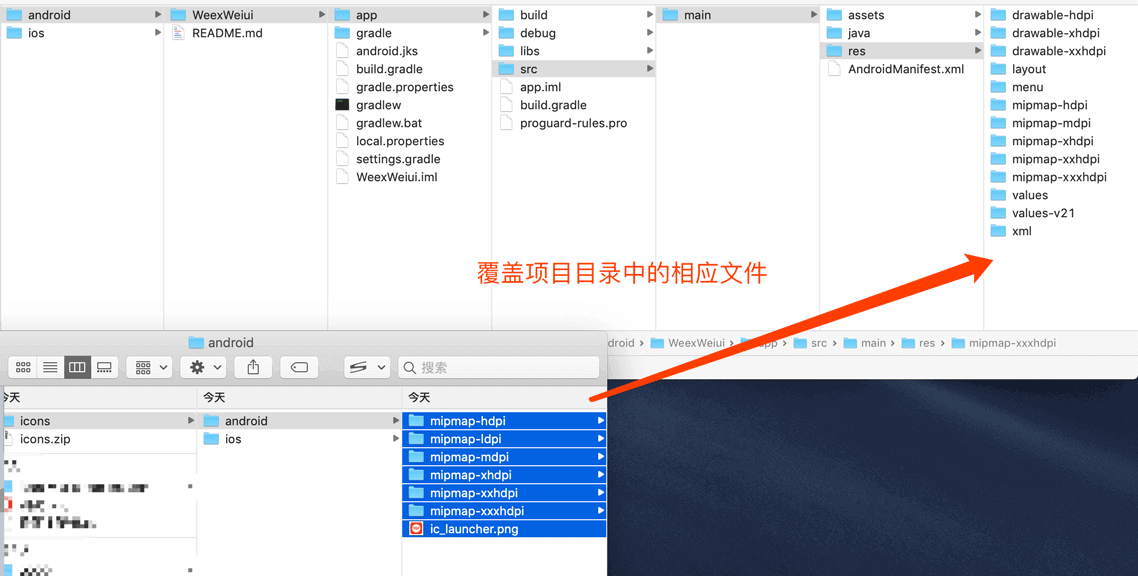 android
ios
WeexWeiui
README.md
app
gradle
android.jks
build.gradle
gradle.properties
gradlew
gradlew.bat
local.properties
settings.gradle
WeexWeiui.iml
build
debug
libs
src
app.iml
build.gradle
proguard-rules.pro
main
assets
java
res
AndroidManifest.xml
drawable-hdpi
drawable-xhdpi
drawable-xxhdpi
layout
menu
mipmap-hdpi
mipmap-mdpi
mipmap-xhdpi
mipmap-xxhdpi
mipmap-xxxhdpi
values
values-v21
xml
覆盖项目目录中的相应文件
droid › WeexWeiui › app › src › main › res › mipmap-xxxhdpi
android
搜索
今天
icons
icons.zip
今天
android
ios
今天
mipmap-hdpi
mipmap-ldpi
mipmap-mdpi
mipmap-xhdpi
mipmap-xxhdpi
mipmap-xxxhdpi
ic_launcher.png